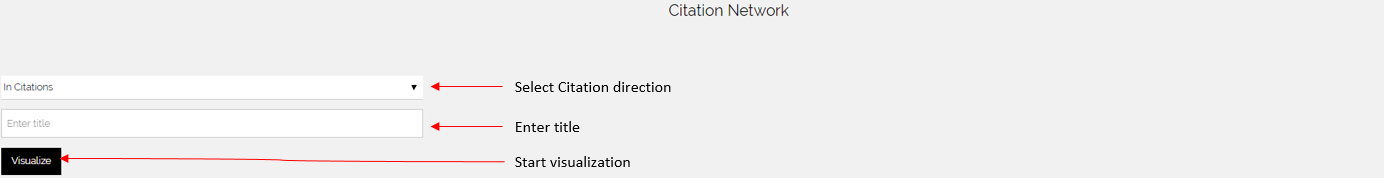 Citation Network
In Citations
Select Citation direction
Enter title
Enter title
Visualize
Start visualization